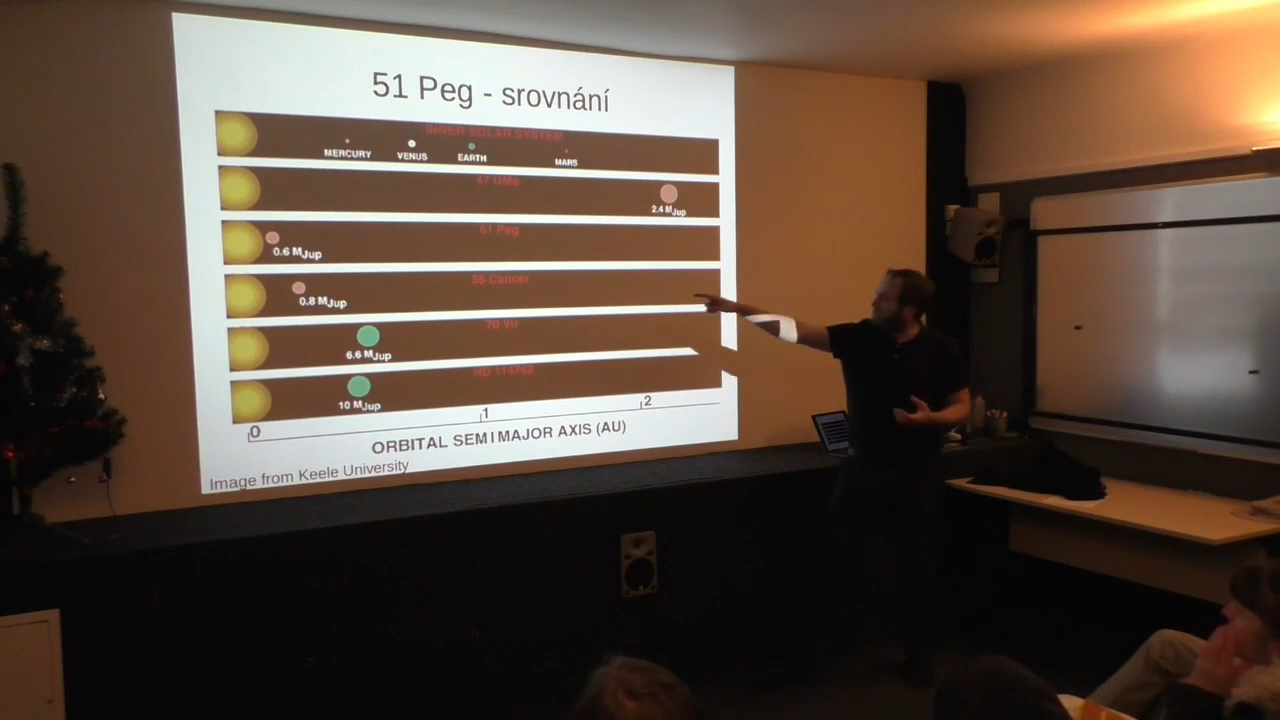 51 Peg - srovnání
INNER SOLAR SYSTEM
MERCURY VENUS EARTH MARS
47 UMa
2.4 MJup
51 Peg
0.6 MJup
55 Cancer
0.8 MJup
70 Vir
6.6 MJup
HD 114762
10 MJup
0 1 2
ORBITAL SEMIMAJOR AXIS (AU)
Image from Keele University